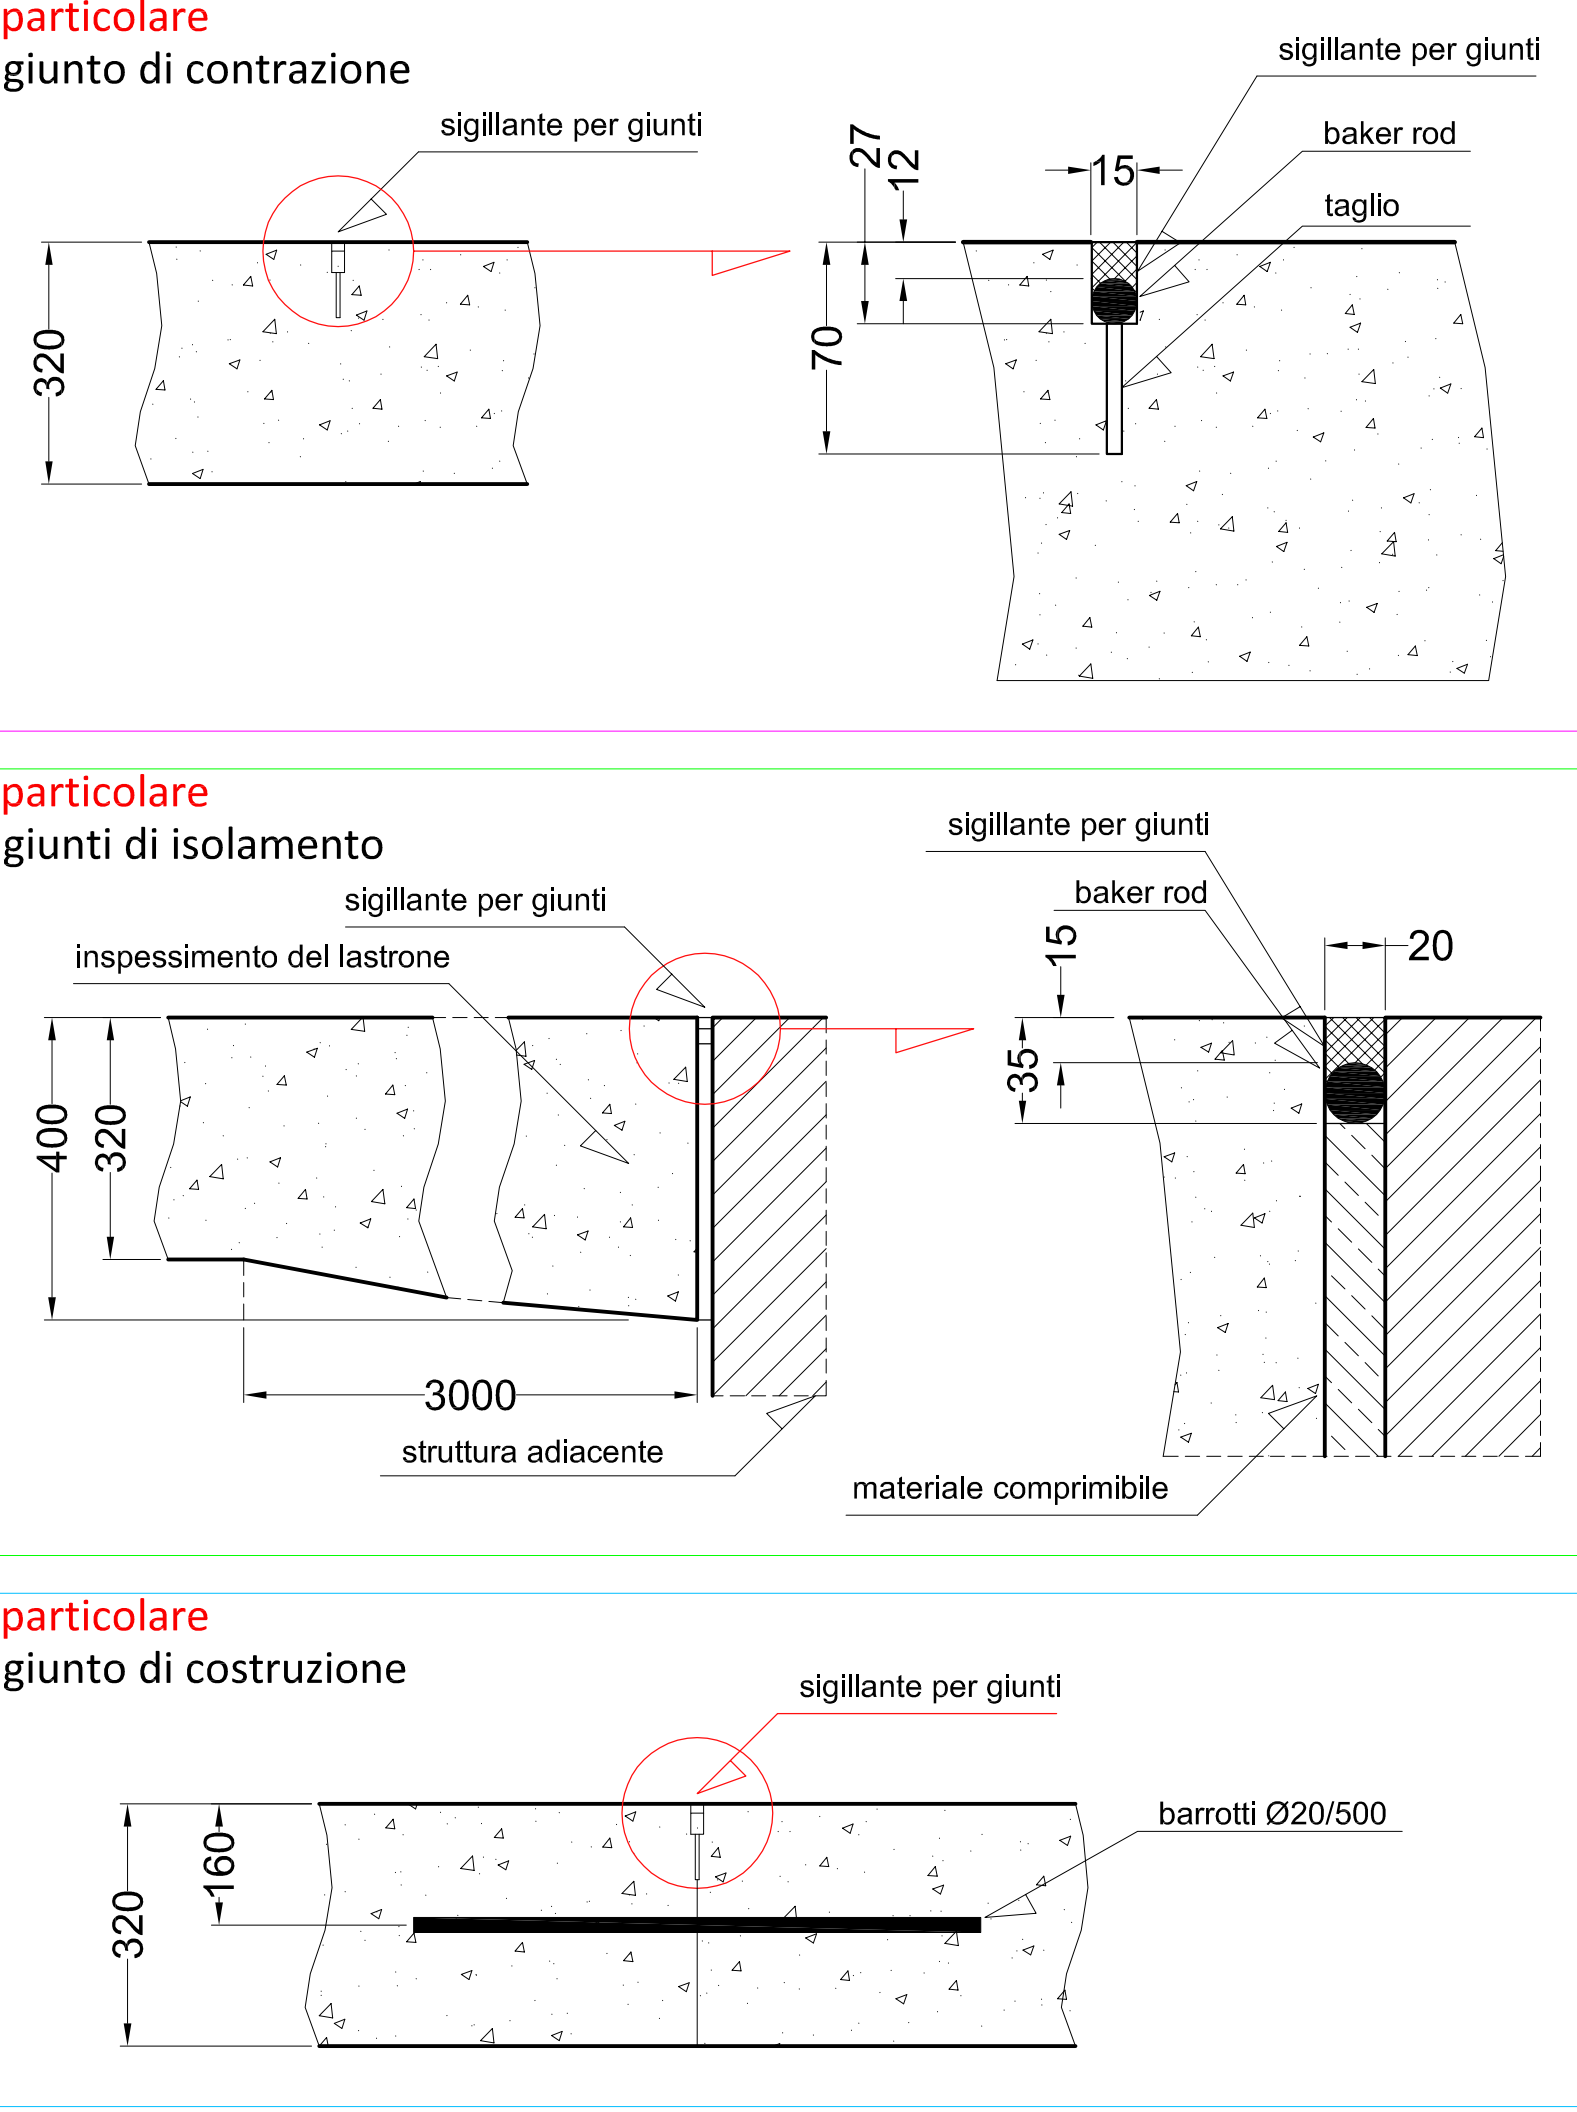 particolare
giunto di contrazione
sigillante per giunti
320
sigillante per giunti
baker rod
taglio
27
12
15
70
particolare
giunti di isolamento
sigillante per giunti
inspessimento del lastrone
400
320
3000
struttura adiacente
sigillante per giunti
baker rod
15
20
35
materiale comprimibile
particolare
giunto di costruzione
sigillante per giunti
barrotti Ø20/500
160
320